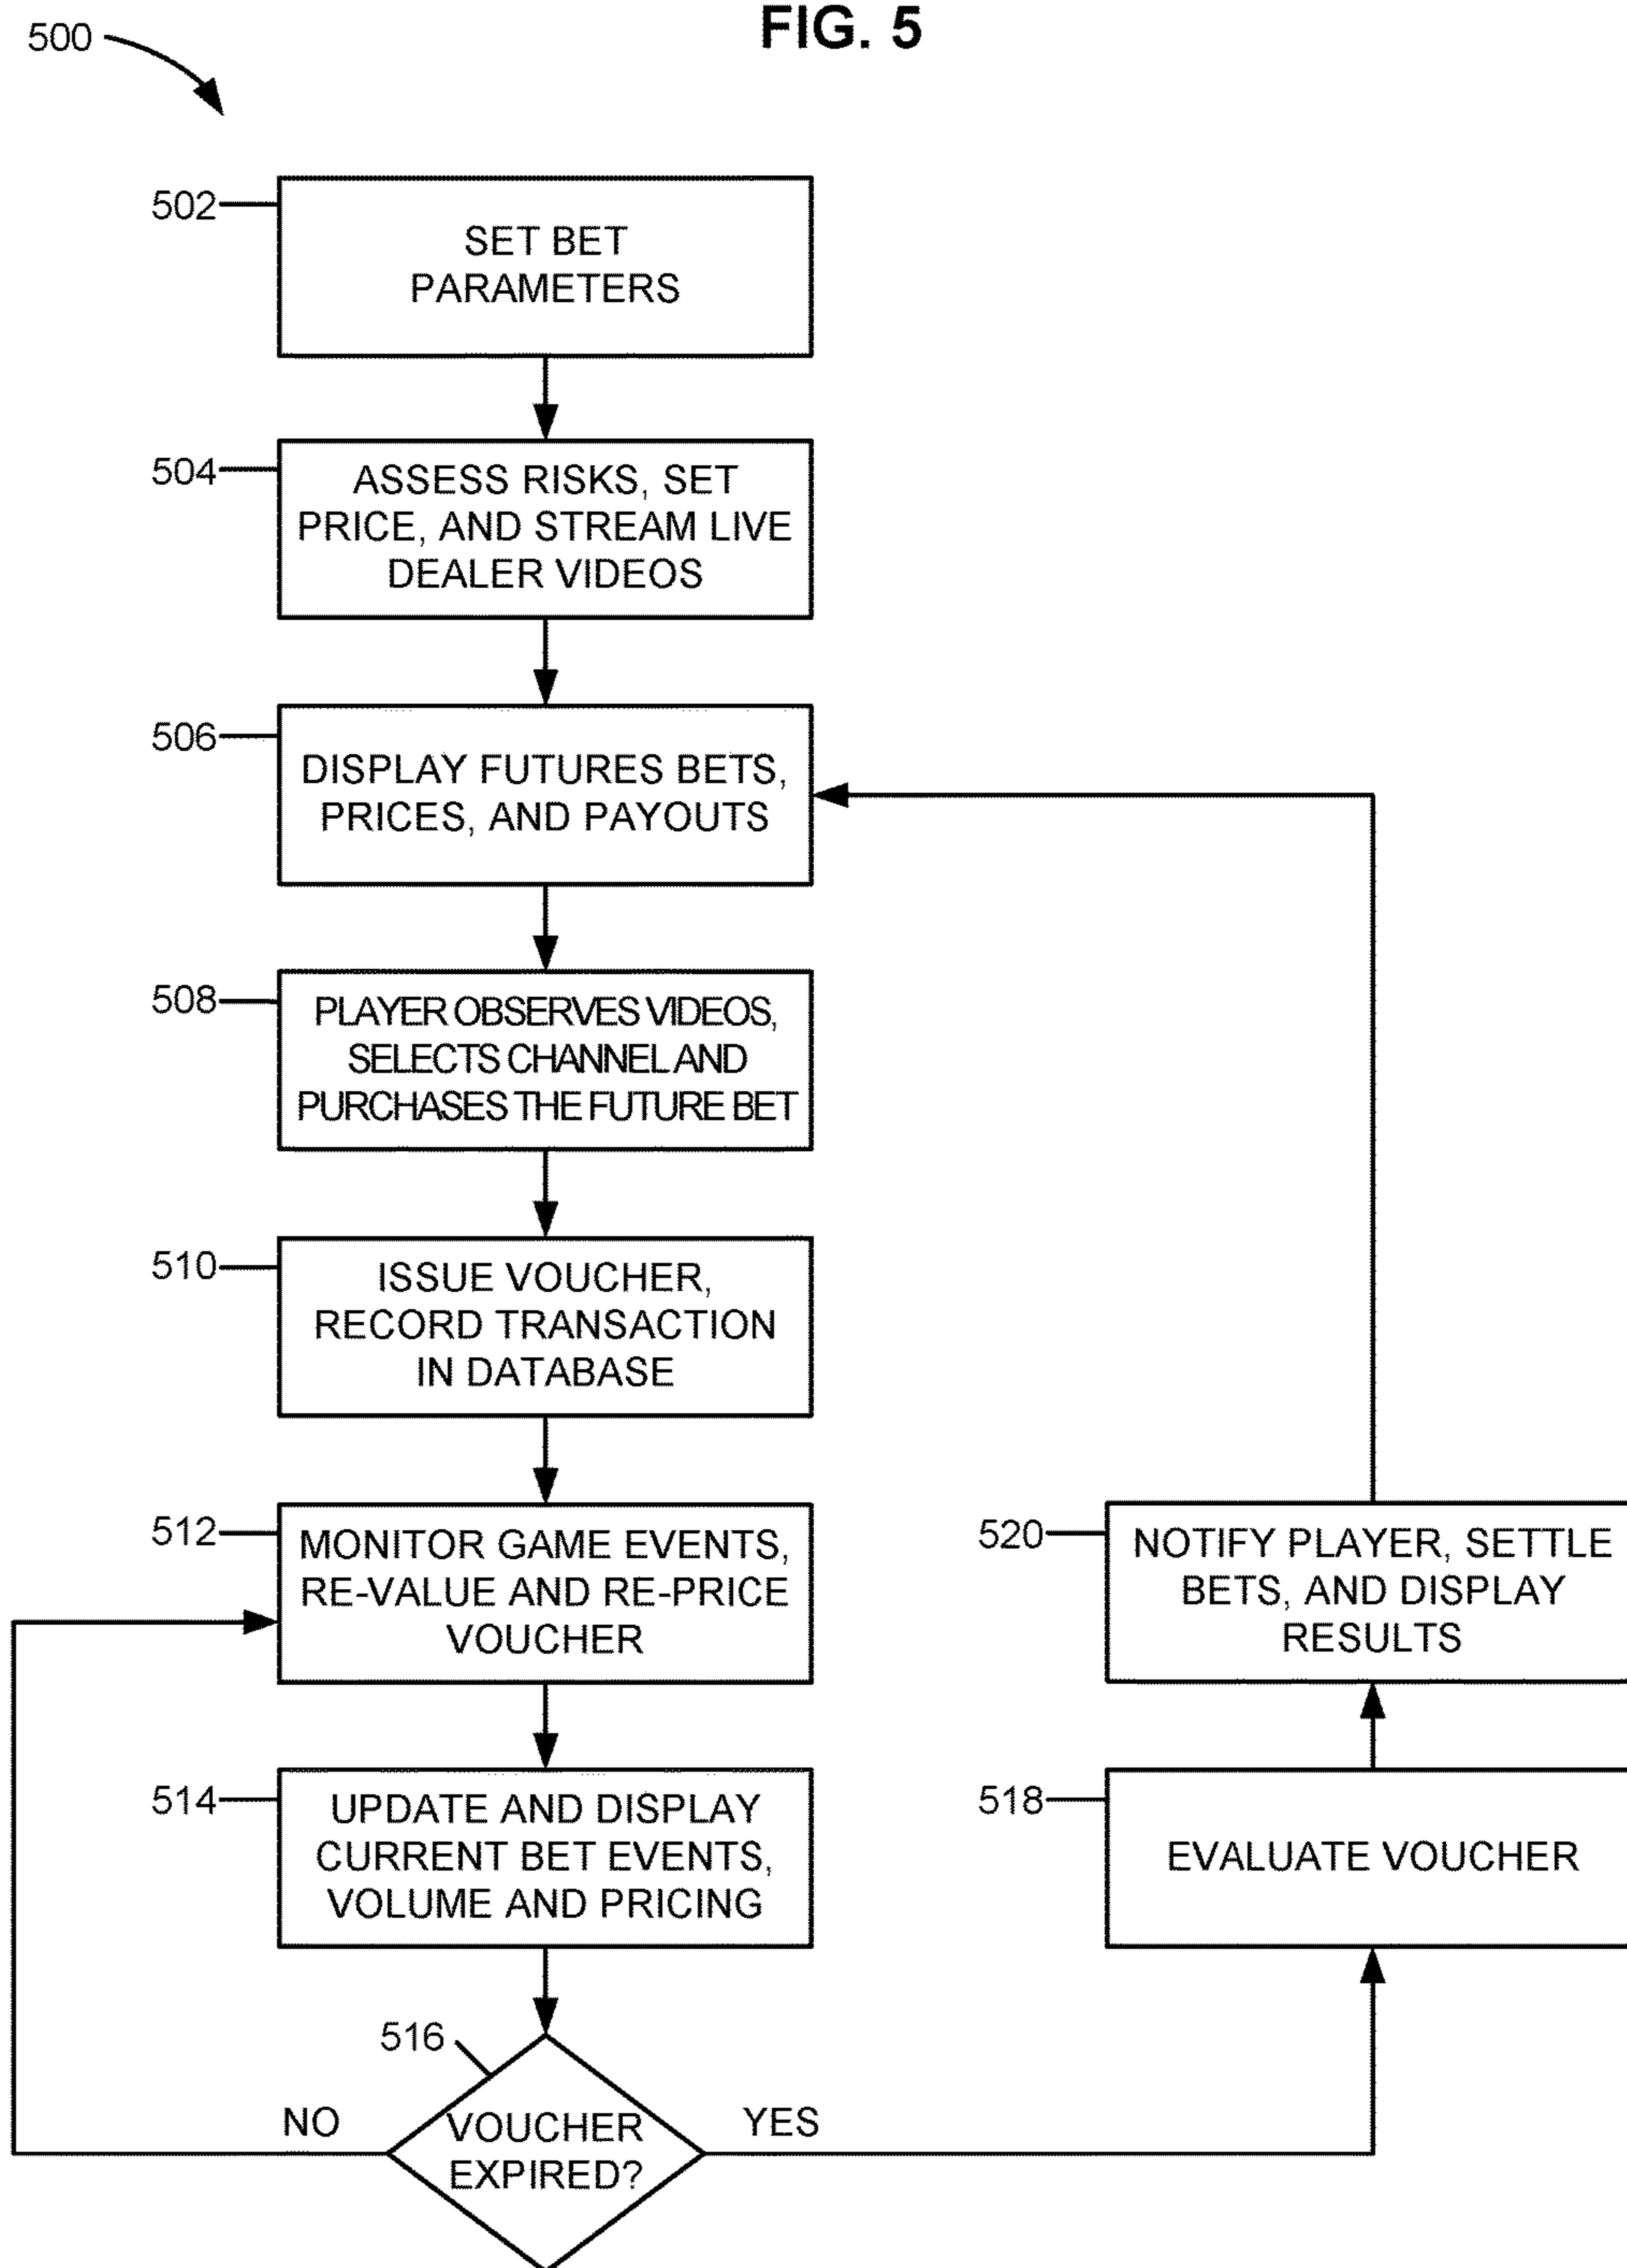 FIG. 5
500
502
SET BET
PARAMETERS
504
ASSESS RISKS, SET
PRICE, AND STREAM LIVE
DEALER VIDEOS
506
DISPLAY FUTURES BETS,
PRICES, AND PAYOUTS
508
PLAYER OBSERVES VIDEOS,
SELECTS CHANNEL AND
PURCHASES THE FUTURE BET
510
ISSUE VOUCHER,
RECORD TRANSACTION
IN DATABASE
512
MONITOR GAME EVENTS,
RE-VALUE AND RE-PRICE
VOUCHER
514
UPDATE AND DISPLAY
CURRENT BET EVENTS,
VOLUME AND PRICING
516
VOUCHER
EXPIRED?
NO
YES
518
EVALUATE VOUCHER
520
NOTIFY PLAYER, SETTLE
BETS, AND DISPLAY
RESULTS